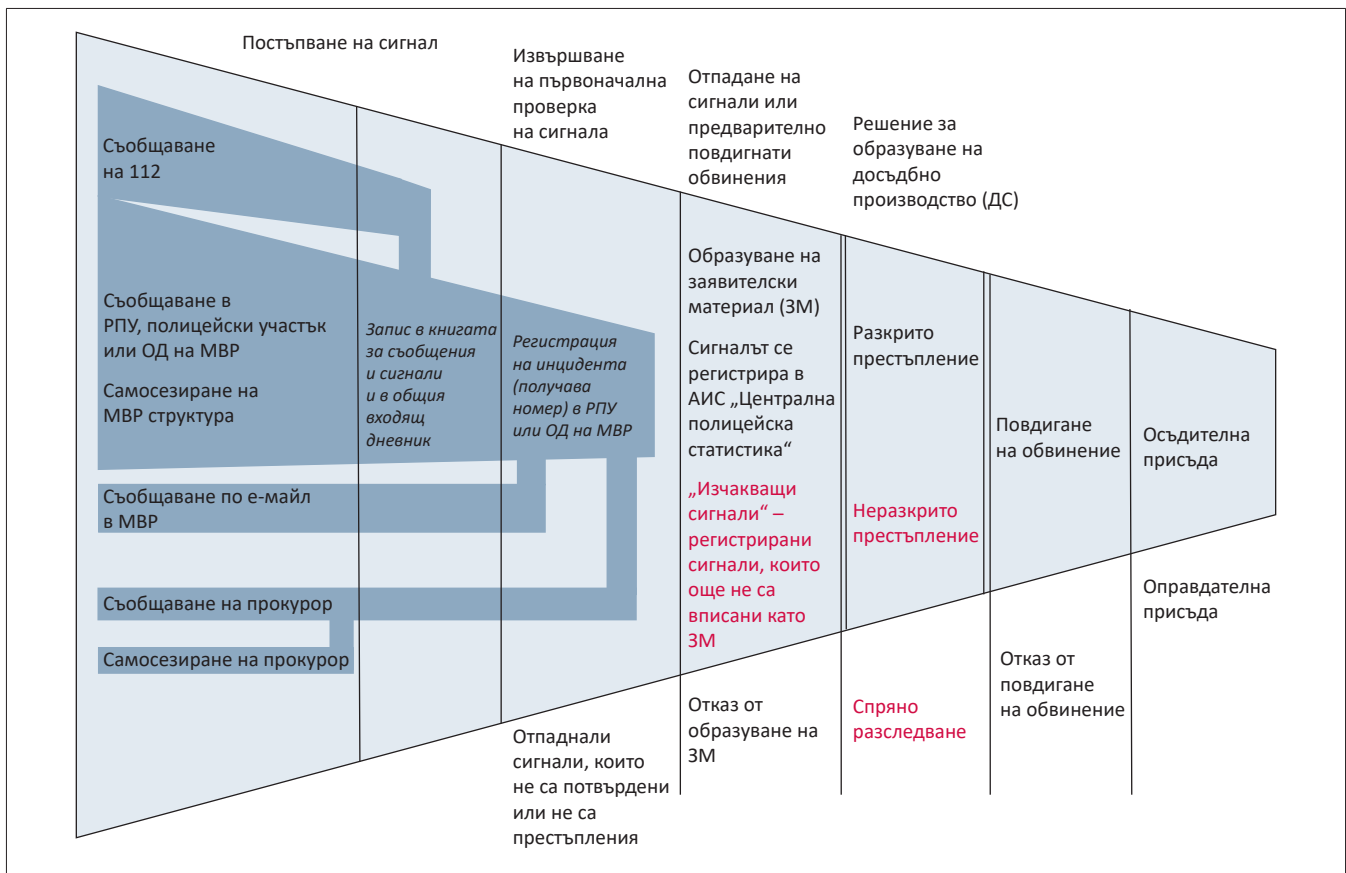 Постъпване на сигнал
Извършване
на първоначална
проверка
на сигнала
Отпадане на
сигнали или
предварително
повдигнати
обвинения
Решение за
образуване на
досъдбно
производство (ДС)
Съобщаване
на 112
Съобщаване в
РПУ, полицейски участък
или ОД на МВР
Самосезиране на
МВР структура
Съобщаване по е-майл
в МВР
Съобщаване на прокурор
Самосезиране на прокурор
Запис в книгата
за съобщения
и сигнали
и в общия
входящ
дневник
Регистрация
на инцидента
(получава
номер) в РПУ
или ОД на МВР
Образуване на
заявителски
материал (ЗМ)
Сигналът се
регистрира в
АИС „Централна
полицейска
статистика“
„Изчакващи
сигнали“ –
регистрирани
сигнали, които
още не са
вписани като
ЗМ
Разкрито
престъпление
Неразкрито
престъпление
Повдигане
на обвинение
Осъдителна
присъда
Отпаднали
сигнали, които
не са потвърдени
или не са
престъпления
Отказ от
образуване на
ЗМ
Спряно
разследване
Отказ от
повдигане
на обвинение
Оправдателна
присъда